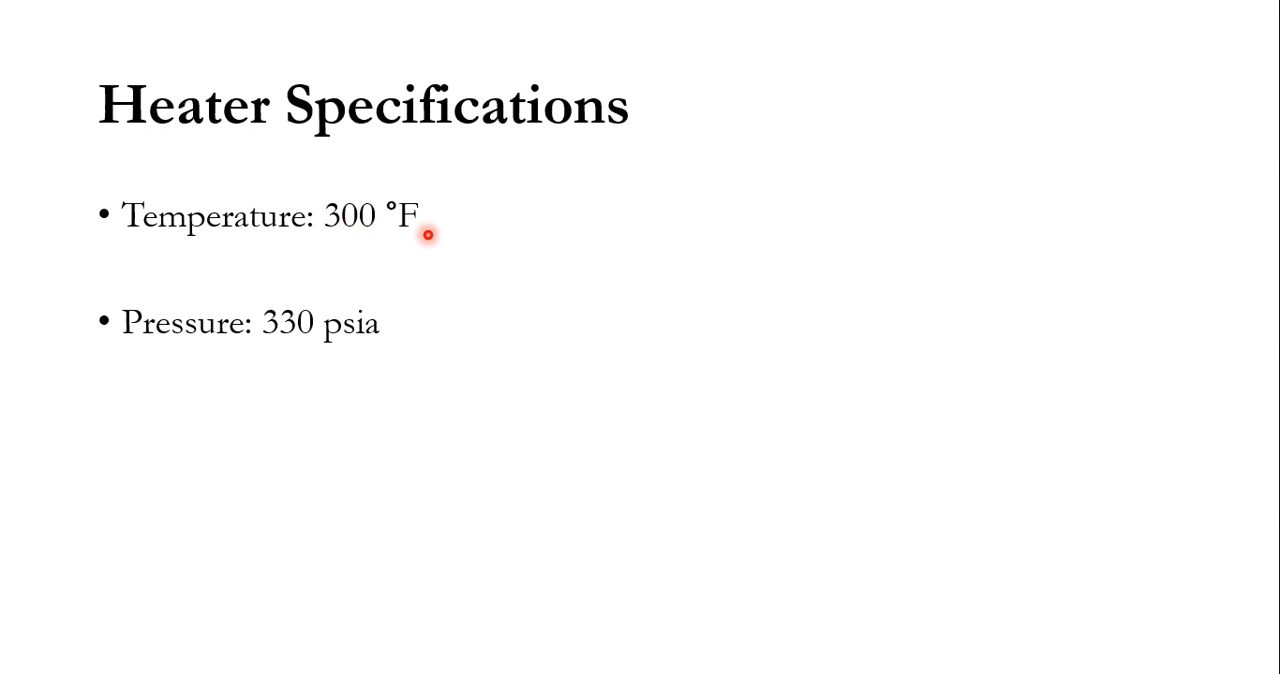 Heater Specifications
• Temperature: 300 °F
• Pressure: 330 psia